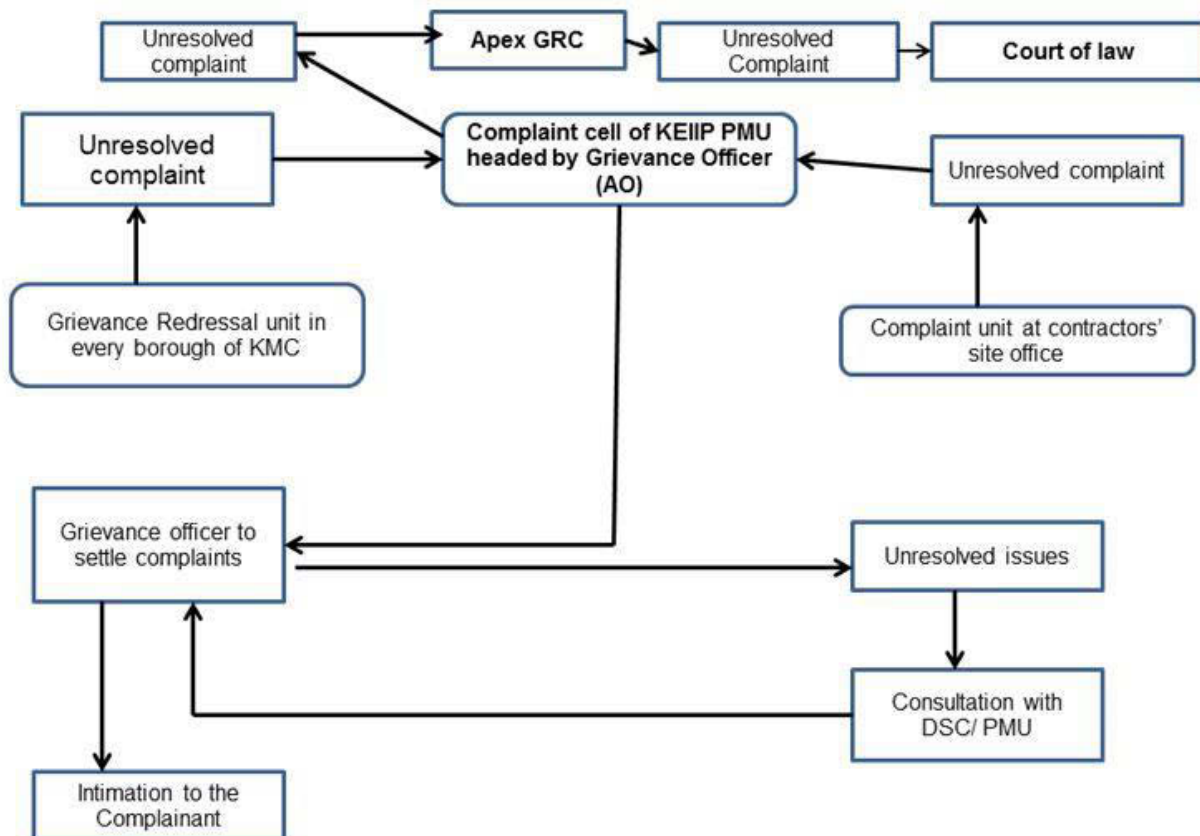 Unresolved
complaint
Apex GRC
Unresolved
Complaint
Court of law
Unresolved
complaint
Complaint cell of KEIIP PMU
headed by Grievance Officer
(AO)
Unresolved complaint
Grievance Redressal unit in
every borough of KMC
Complaint unit at contractors'
site office
Grievance officer to
settle complaints
Unresolved issues
Consultation with
DSC/ PMU
Intimation to the
Complainant